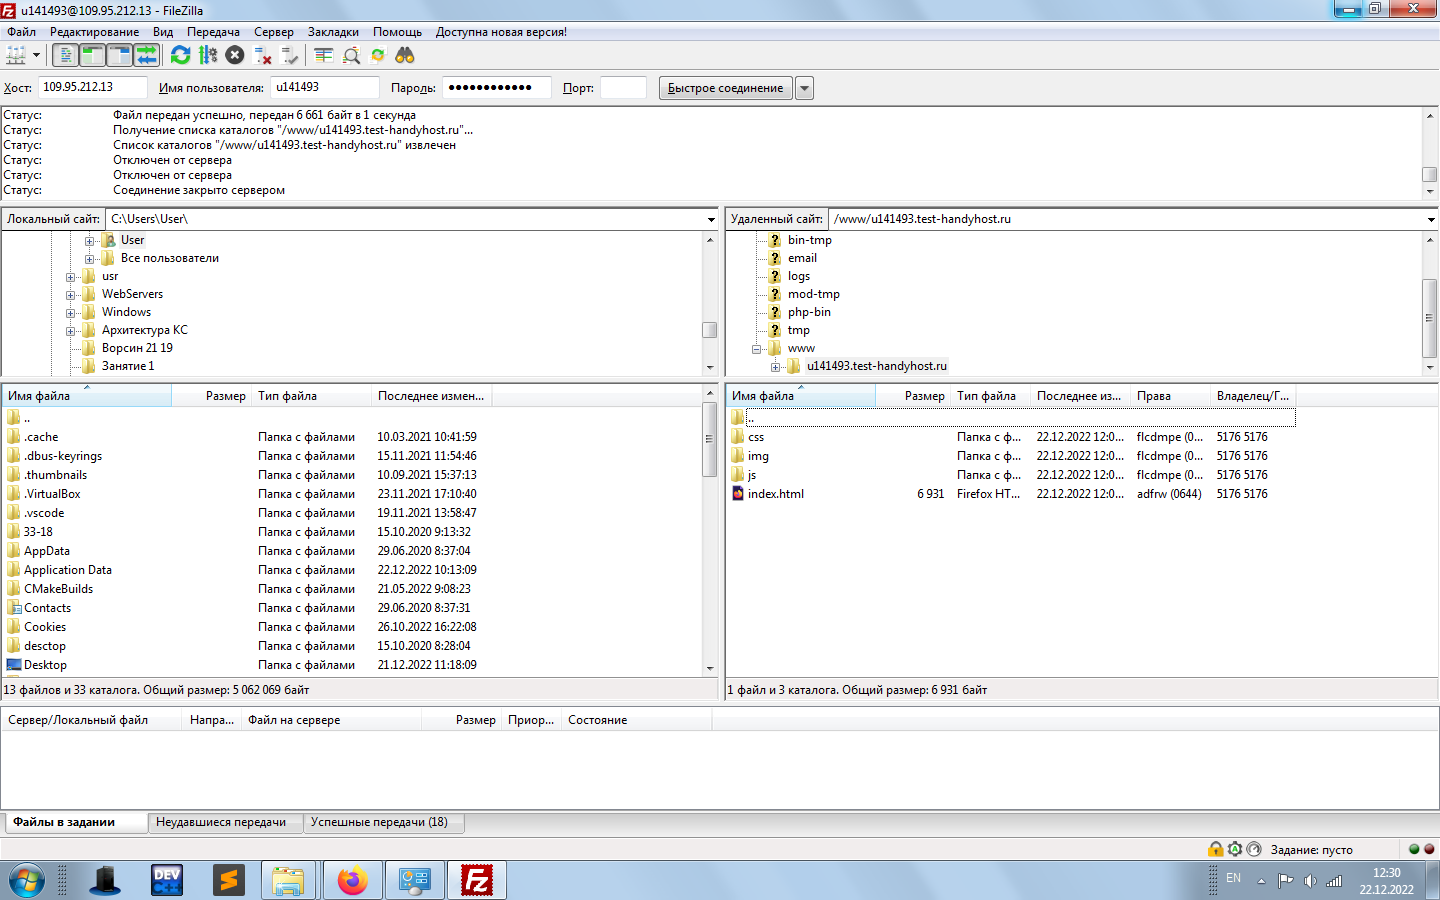 u141493@109.95.212.13 - FileZilla
Файл Редактирование Вид Передача Сервер Закладки Помощь Доступна новая версия!
Хост: 109.95.212.13 Имя пользователя: u141493 Пароль: ●●●●●●●●●●●● Порт: Быстрое соединение
Статус: Файл передан успешно, передан 6 661 байт в 1 секунда
Статус: Получение списка каталогов "/www/u141493.test-handyhost.ru"...
Статус: Список каталогов "/www/u141493.test-handyhost.ru" извлечен
Статус: Отключен от сервера
Статус: Отключен от сервера
Статус: Соединение закрыто сервером
Локальный сайт: C:\Users\User\
User
Все пользователи
usr
WebServers
Windows
Архитектура КС
Ворсин 21 19
Занятие 1
Удаленный сайт: /www/u141493.test-handyhost.ru
bin-tmp
email
logs
mod-tmp
php-bin
tmp
www
u141493.test-handyhost.ru
Имя файла Размер Тип файла Последнее измен...
..
.cache Папка с файлами 10.03.2021 10:41:59
.dbus-keyrings Папка с файлами 15.11.2021 11:54:46
.thumbnails Папка с файлами 10.09.2021 15:37:13
.VirtualBox Папка с файлами 23.11.2021 17:10:40
.vscode Папка с файлами 19.11.2021 13:58:47
33-18 Папка с файлами 15.10.2020 9:13:32
AppData Папка с файлами 29.06.2020 8:37:04
Application Data Папка с файлами 22.12.2022 10:13:09
CMakeBuilds Папка с файлами 21.05.2022 9:08:23
Contacts Папка с файлами 29.06.2020 8:37:31
Cookies Папка с файлами 26.10.2022 16:22:08
desctop Папка с файлами 15.10.2020 8:28:04
Desktop Папка с файлами 21.12.2022 11:18:09
13 файлов и 33 каталога. Общий размер: 5 062 069 байт
Имя файла Размер Тип файла Последнее из... Права Владелец/Г...
..
css Папка с ф... 22.12.2022 12:0... flcdmpe (0... 5176 5176
img Папка с ф... 22.12.2022 12:0... flcdmpe (0... 5176 5176
js Папка с ф... 22.12.2022 12:0... flcdmpe (0... 5176 5176
index.html 6 931 Firefox HT... 22.12.2022 12:0... adfrw (0644) 5176 5176
1 файл и 3 каталога. Общий размер: 6 931 байт
Сервер/Локальный файл Напра... Файл на сервере Размер Приор... Состояние
Файлы в задании Неудавшиеся передачи Успешные передачи (18)
Задание: пусто
DEV C++
EN
12:30
22.12.2022